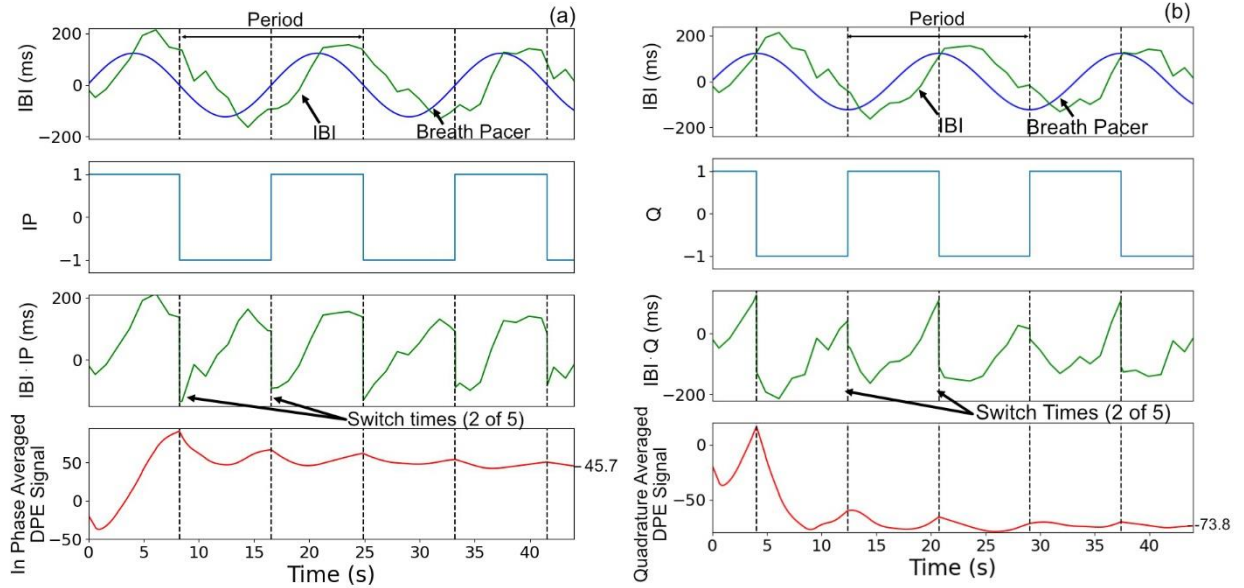 (a)
Period
IBI (ms)
200
0
−200
IBI
Breath Pacer
IP
1
0
−1
IBI · IP (ms)
200
0
Switch times (2 of 5)
In Phase Averaged
DPE Signal
50
0
−50
45.7
0 5 10 15 20 25 30 35 40
Time (s)
(b)
Period
IBI (ms)
200
0
−200
IBI
Breath Pacer
Q
1
0
−1
IBI · Q (ms)
0
−200
Switch Times (2 of 5)
Quadrature Averaged
DPE Signal
0
−50
−73.8
0 5 10 15 20 25 30 35 40
Time (s)